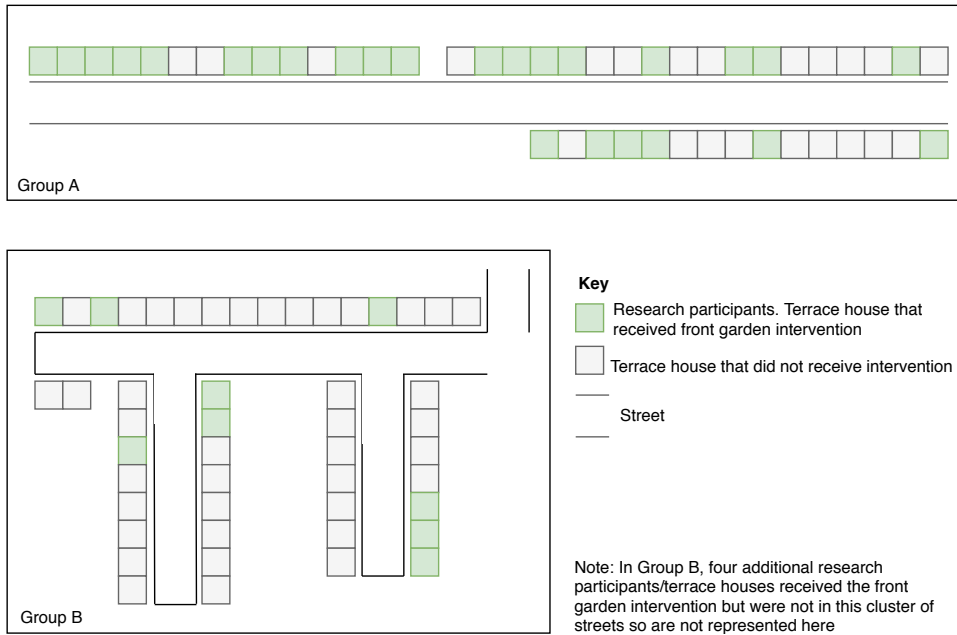 Group A
Group B
Key
Research participants. Terrace house that
received front garden intervention
Terrace house that did not receive intervention
Street
Note: In Group B, four additional research
participants/terrace houses received the front
garden intervention but were not in this cluster of
streets so are not represented here